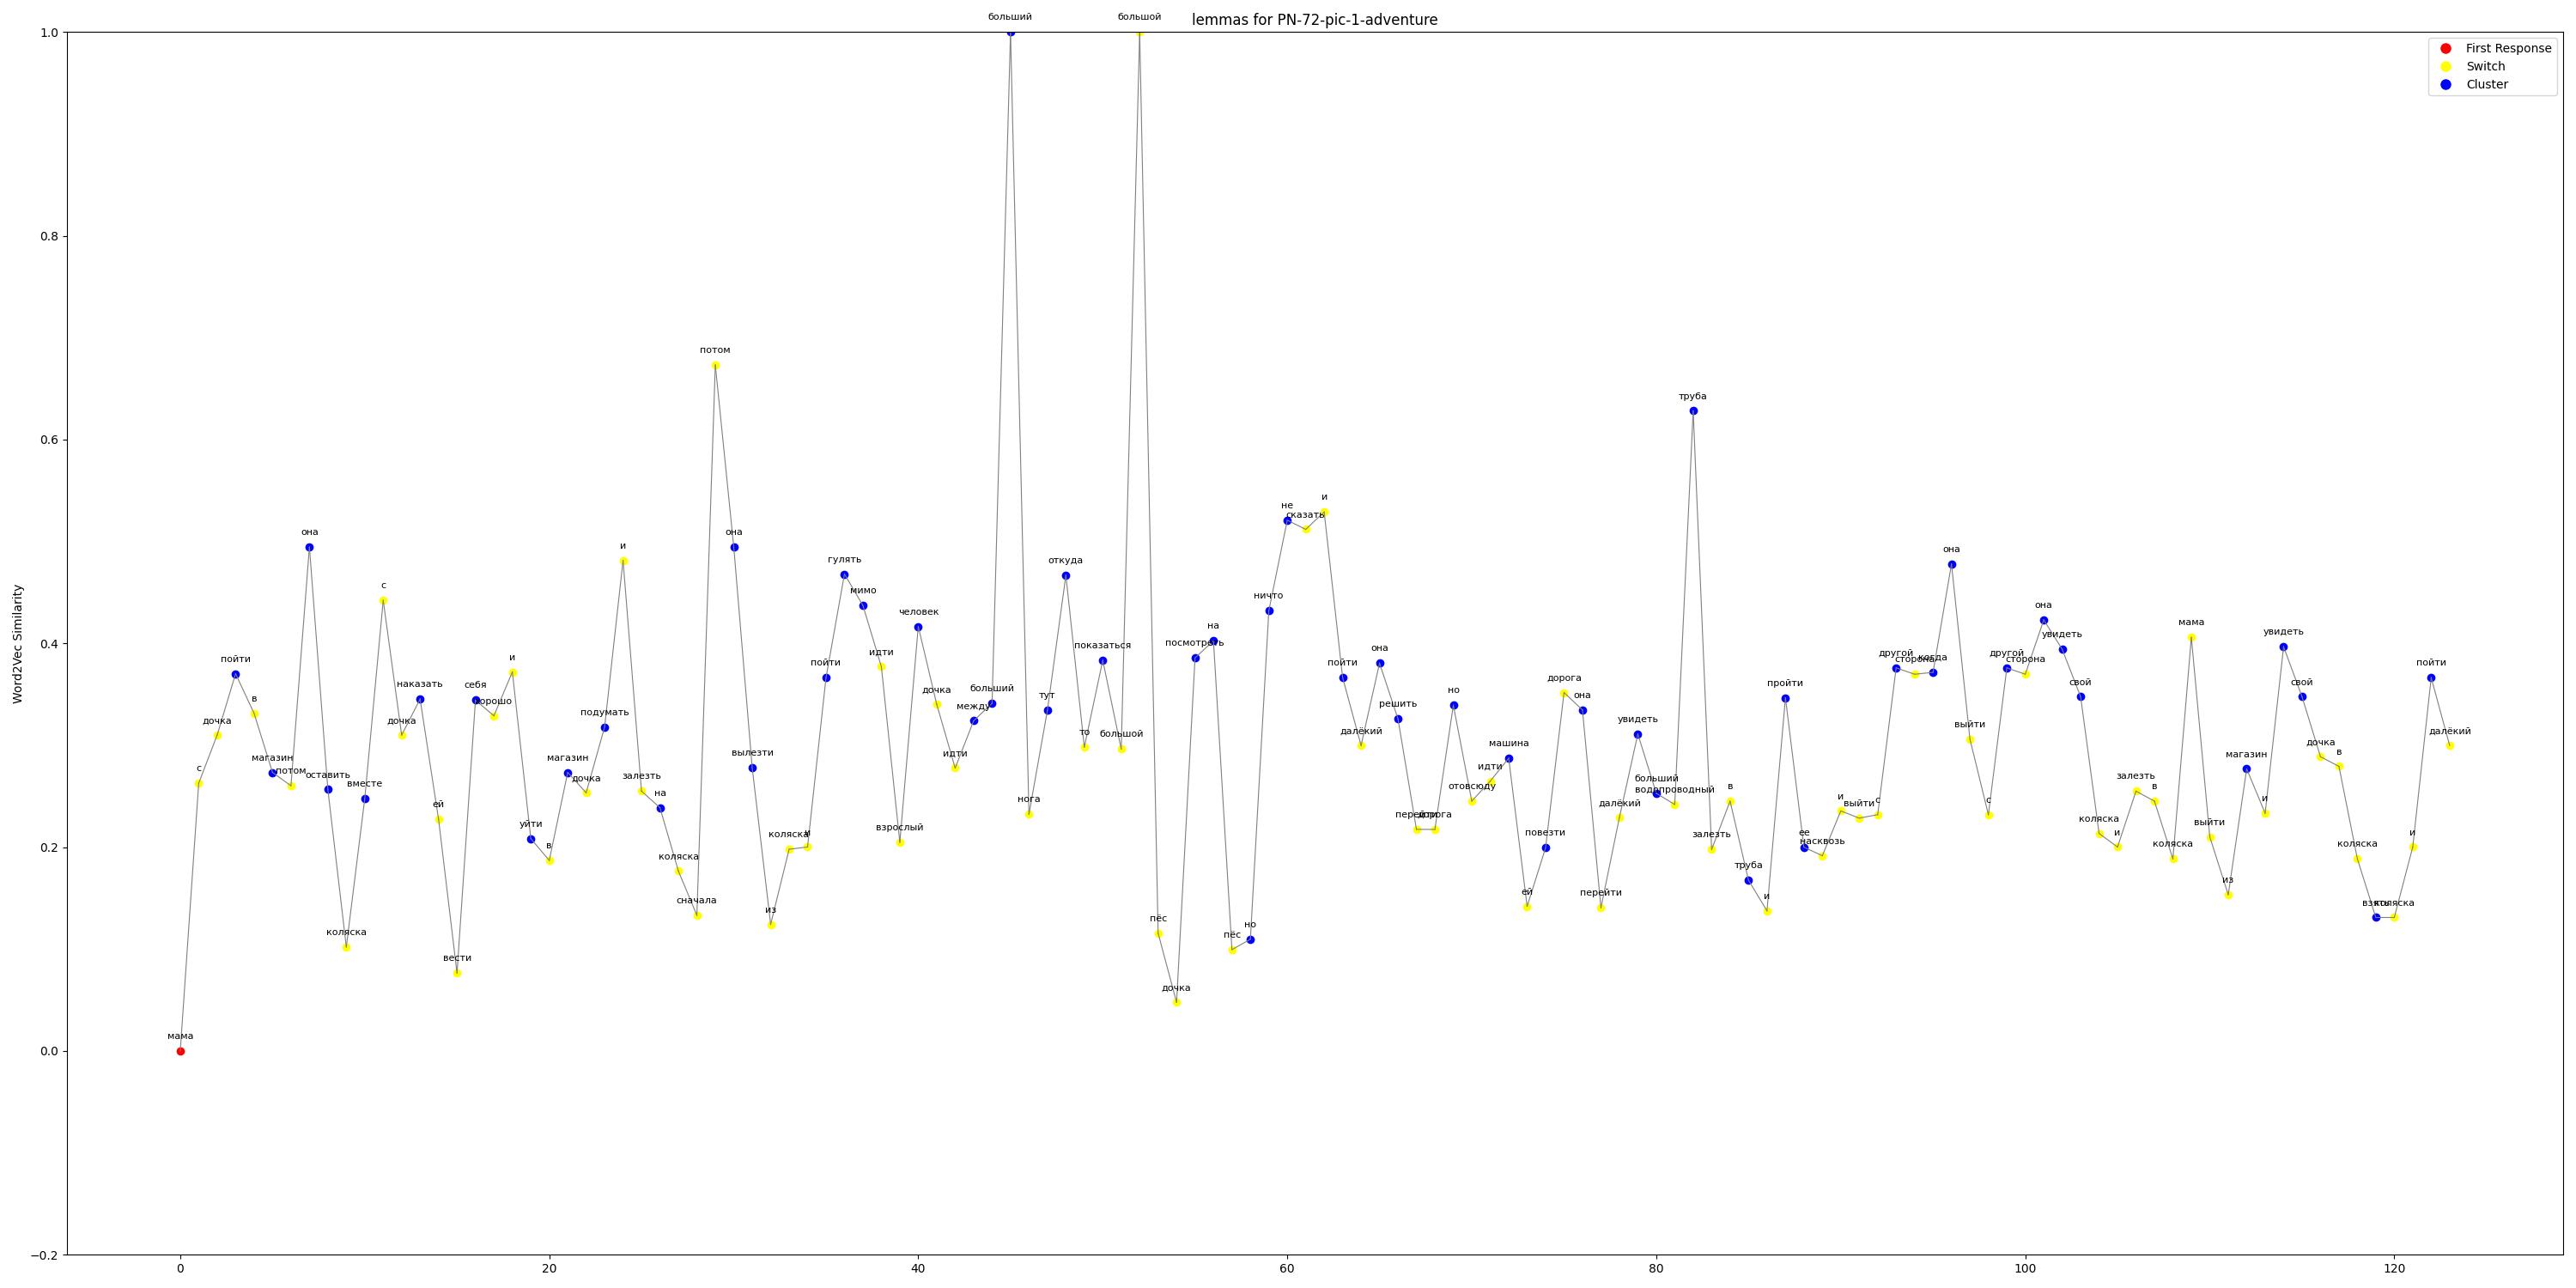 lemmas for PN-72-pic-1-adventure
First Response
Switch
Cluster
Word2Vec Similarity
1.0
0.8
0.6
0.4
0.2
0.0
−0.2
0
20
40
60
80
100
120
мама
с
дочка
пойти
в
магазин
потом
она
оставить
коляска
вместе
с
дочка
наказать
ей
вести
себя
хорошо
и
уйти
в
магазин
дочка
подумать
и
залезть
на
коляска
сначала
потом
она
вылезти
из
коляска
и
пойти
гулять
мимо
идти
взрослый
человек
дочка
идти
между
больший
больший
нога
тут
откуда
то
показаться
большой
большой
пёс
дочка
посмотреть
на
пёс
но
ничто
не
сказать
и
пойти
далёкий
она
решить
перейти
дорога
но
отовсюду
идти
машина
ей
повезти
дорога
она
перейти
далёкий
увидеть
больший
водопроводный
труба
залезть
в
труба
и
пройти
ее
насквозь
и
выйти
с
другой
сторона
когда
она
выйти
с
другой
сторона
она
увидеть
свой
коляска
и
залезть
в
коляска
мама
выйти
из
магазин
и
увидеть
свой
дочка
в
коляска
взять
коляска
и
пойти
далёкий